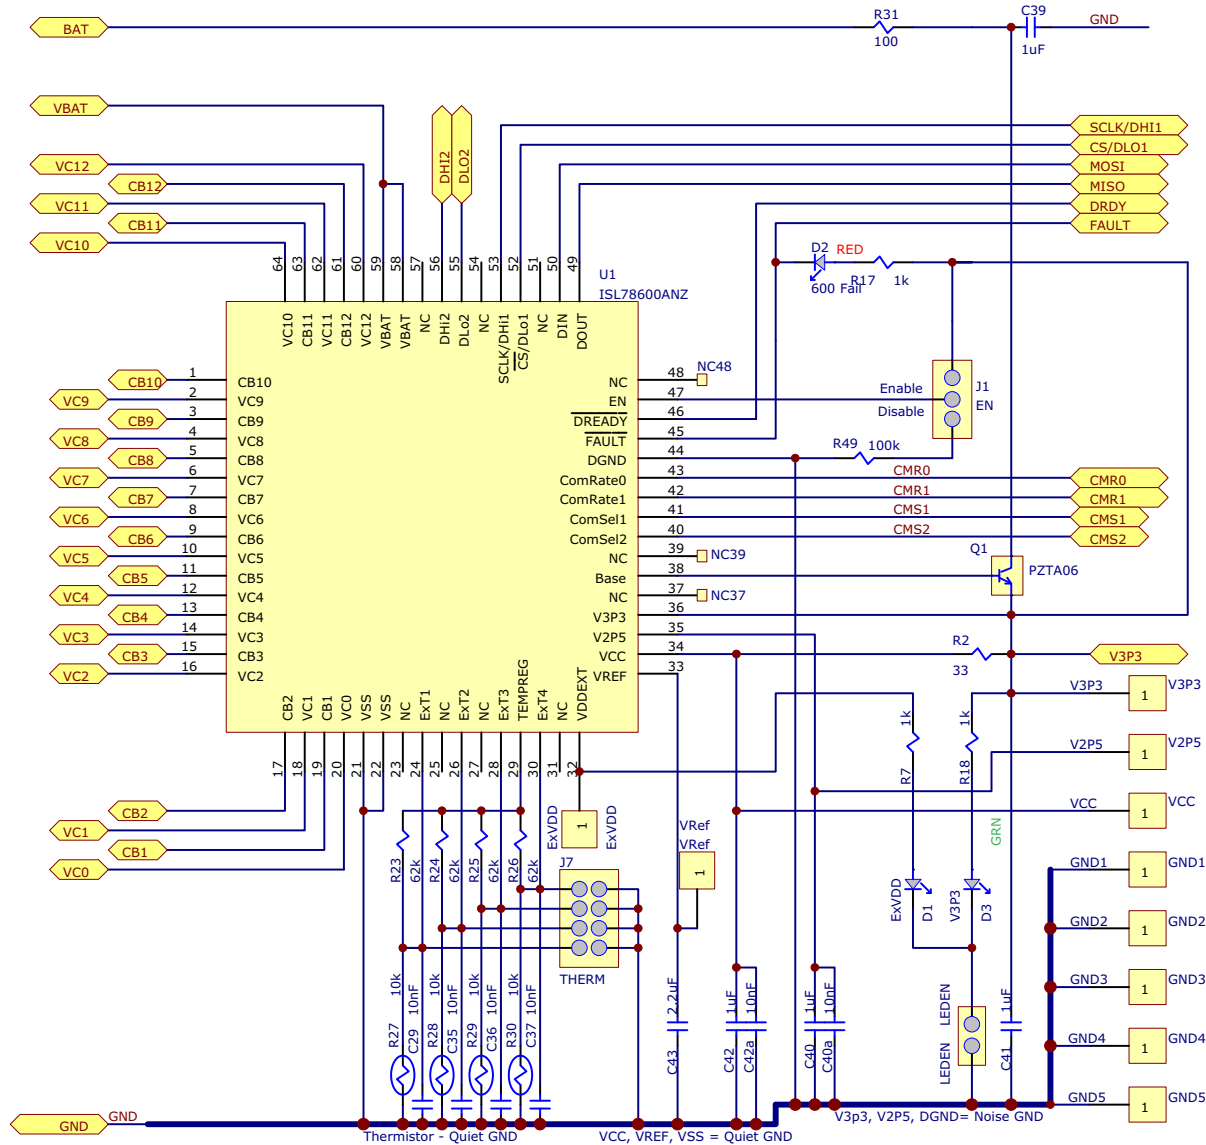 BAT
R31
100
C39
1uF
GND
VBAT
VC12
CB12
VC11
CB11
VC10
DHI2
DLO2
SCLK/DHI1
CS/DLO1
MOSI
MISO
DRDY
FAULT
64
63
62
61
60
59
58
57
56
55
54
53
52
51
50
49
U1
ISL78600ANZ
D2
RED
600 Fail
R17
1k
VC10
CB11
VC11
CB12
VC12
VBAT
VBAT
NC
DHi2
DLo2
NC
SCLK/DHi1
CS/DLo1
NC
DIN
DOUT
CB10
1
CB10
VC9
2
VC9
CB9
3
CB9
VC8
4
VC8
CB8
5
CB8
VC7
6
VC7
CB7
7
CB7
VC6
8
VC6
CB6
9
CB6
VC5
10
VC5
CB5
11
CB5
VC4
12
VC4
CB4
13
CB4
VC3
14
VC3
CB3
15
CB3
VC2
16
VC2
NC
48
NC48
EN
47
Enable
Disable
J1
EN
DREADY
46
FAULT
45
DGND
44
R49
100k
ComRate0
43
CMR0
CMR0
ComRate1
42
CMR1
CMR1
ComSel1
41
CMS1
CMS1
ComSel2
40
CMS2
CMS2
NC
39
NC39
Base
38
Q1
PZTA06
NC
37
NC37
V3P3
36
V2P5
35
VCC
34
R2
33
V3P3
VREF
33
CB2
VC1
CB1
VC0
VSS
VSS
NC
ExT1
NC
ExT2
NC
ExT3
TEMPREG
ExT4
NC
VDDEXT
17
18
19
20
21
22
23
24
25
26
27
28
29
30
31
32
CB2
VC1
CB1
VC0
V3P3
1
V3P3
V2P5
1
V2P5
VCC
1
VCC
GND1
1
GND1
GND2
1
GND2
GND3
1
GND3
GND4
1
GND4
GND5
1
GND5
R7
1k
R18
1k
GRN
ExVDD
D1
V3P3
D3
ExVDD
1
ExVDD
VRef
VRef
1
R23
62k
R24
62k
R25
62k
R26
62k
J7
THERM
R27
10k
C29
10nF
R28
10k
C35
10nF
R29
10k
C36
10nF
R30
10k
C37
10nF
C43
2.2uF
C42
1uF
C42a
10nF
C40
1uF
C40a
10nF
LEDEN
LEDEN
C41
1uF
GND
GND
Thermistor - Quiet GND
VCC, VREF, VSS = Quiet GND
V3p3, V2P5, DGND= Noise GND